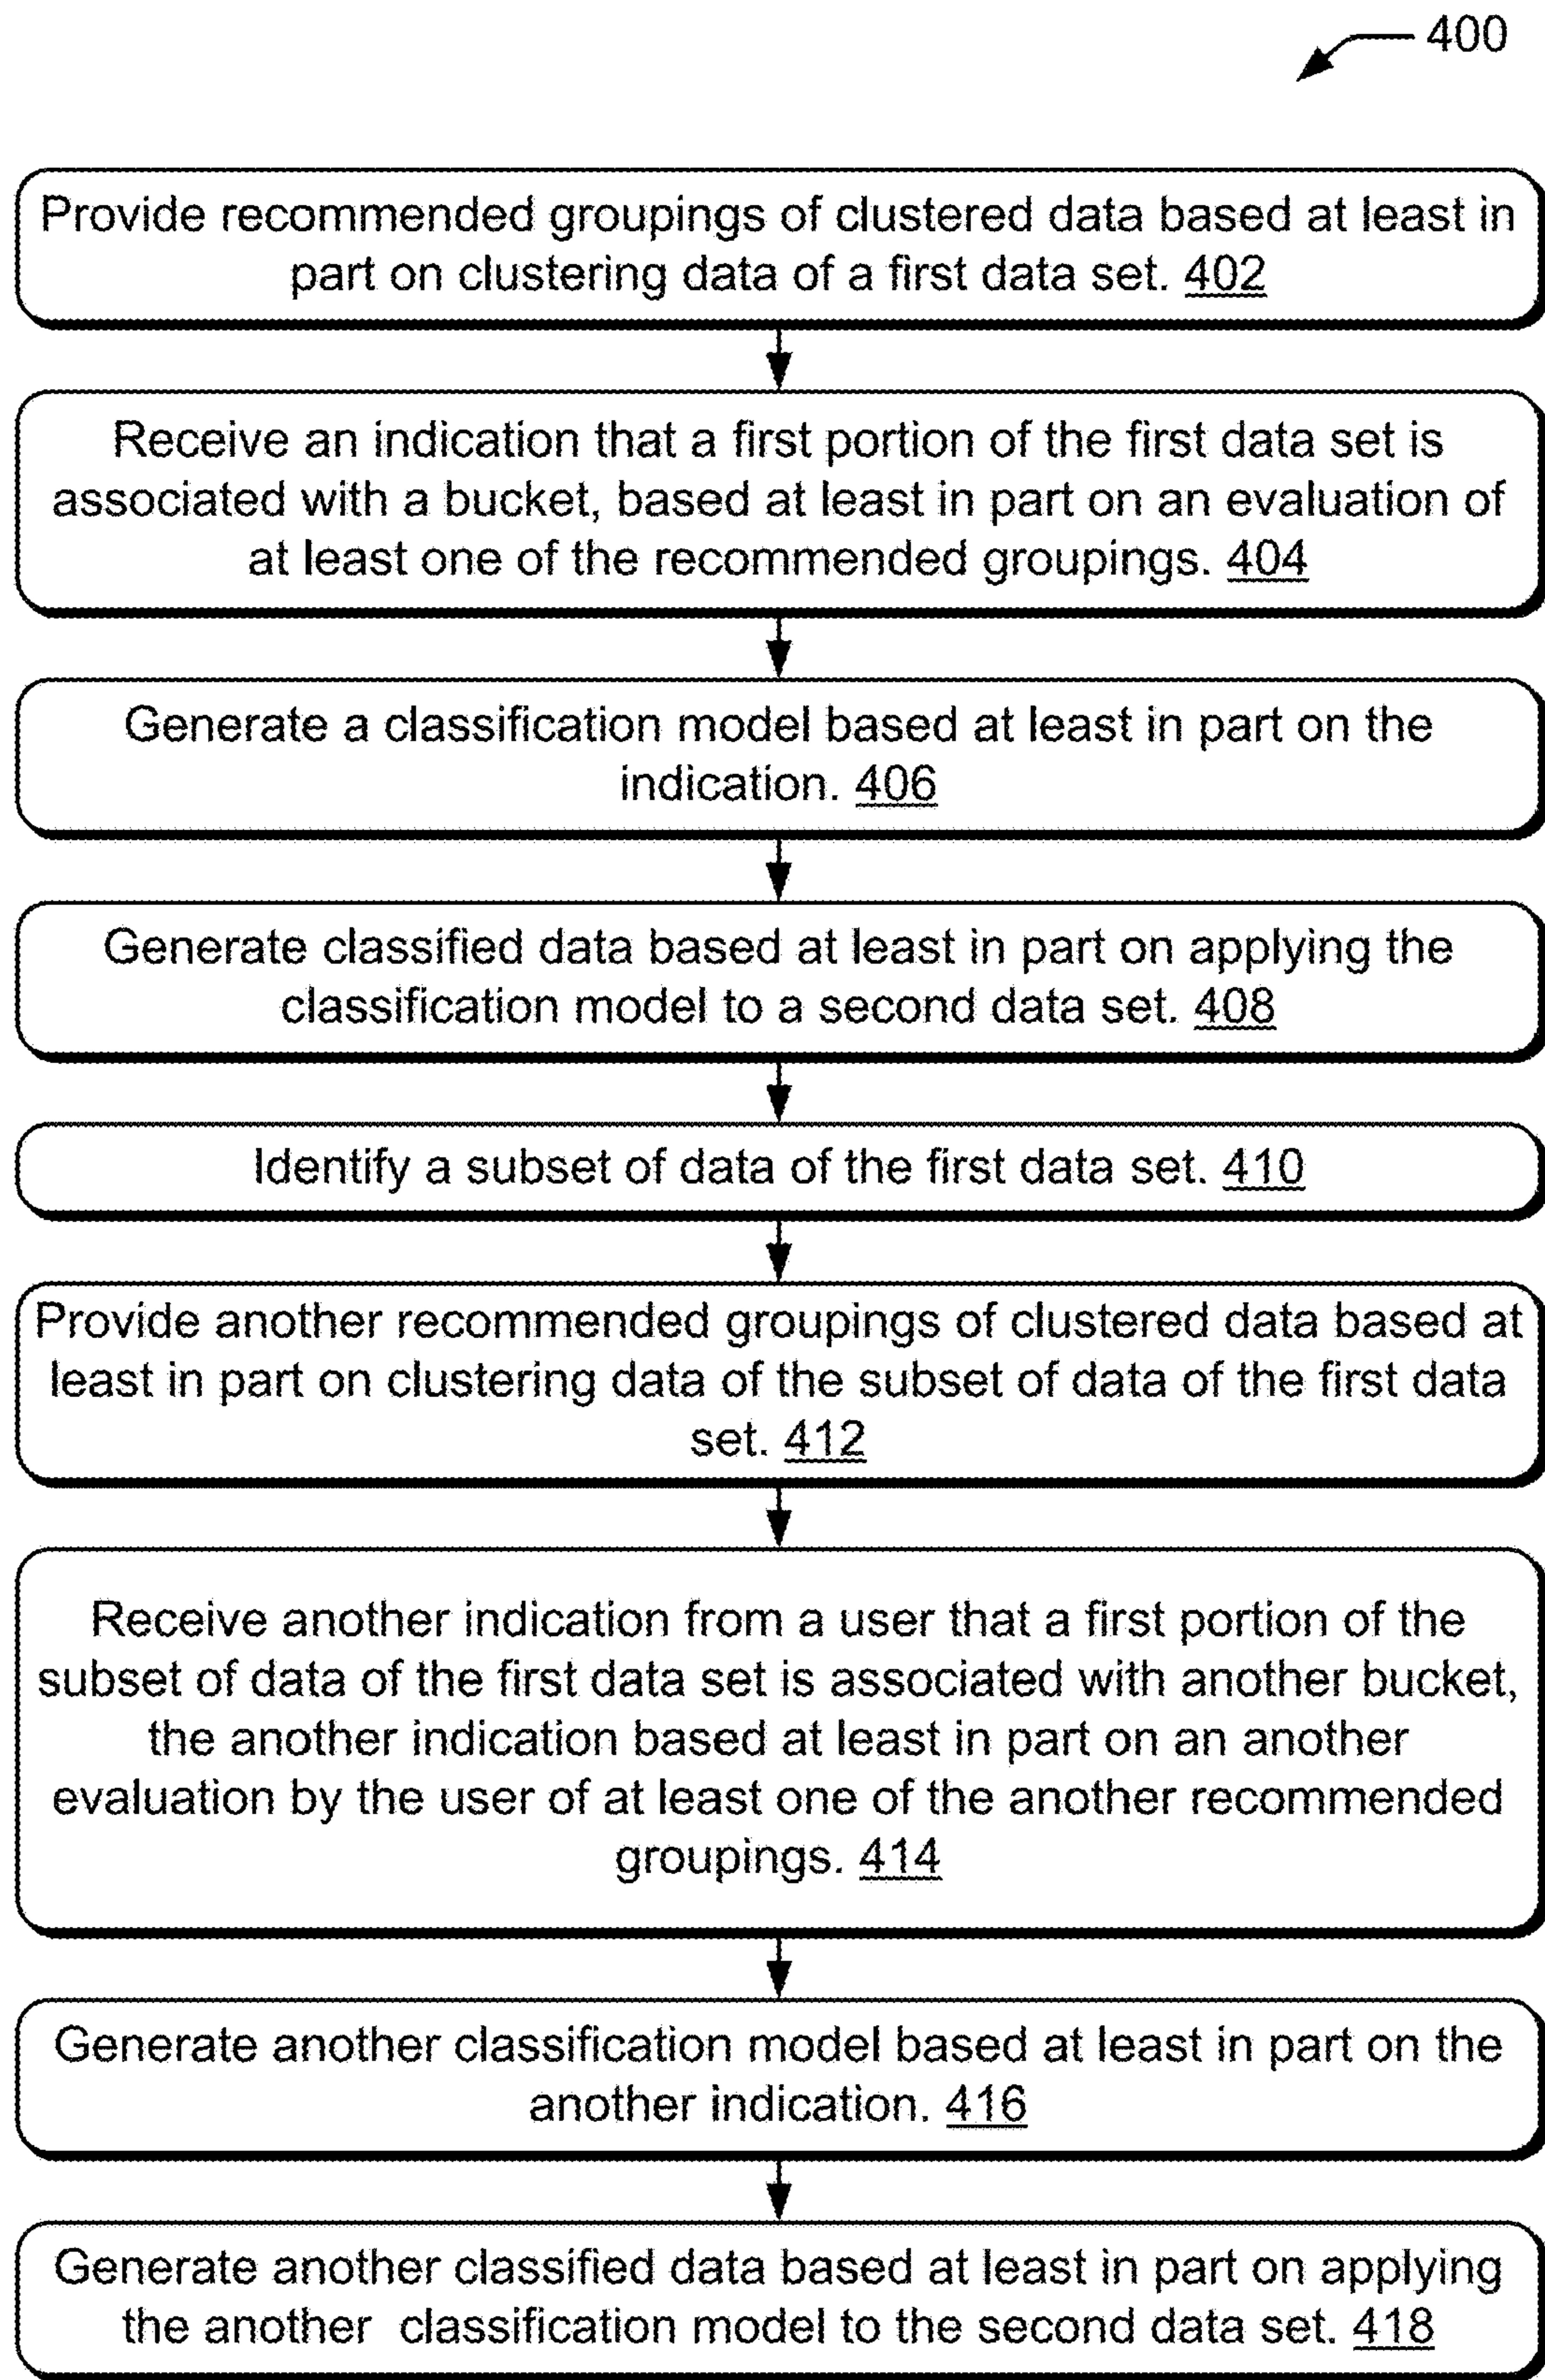 400
Provide recommended groupings of clustered data based at least in
part on clustering data of a first data set. 402
Receive an indication that a first portion of the first data set is
associated with a bucket, based at least in part on an evaluation of
at least one of the recommended groupings. 404
Generate a classification model based at least in part on the
indication. 406
Generate classified data based at least in part on applying the
classification model to a second data set. 408
Identify a subset of data of the first data set. 410
Provide another recommended groupings of clustered data based at
least in part on clustering data of the subset of data of the first data
set. 412
Receive another indication from a user that a first portion of the
subset of data of the first data set is associated with another bucket,
the another indication based at least in part on an another
evaluation by the user of at least one of the another recommended
groupings. 414
Generate another classification model based at least in part on the
another indication. 416
Generate another classified data based at least in part on applying
the another classification model to the second data set. 418